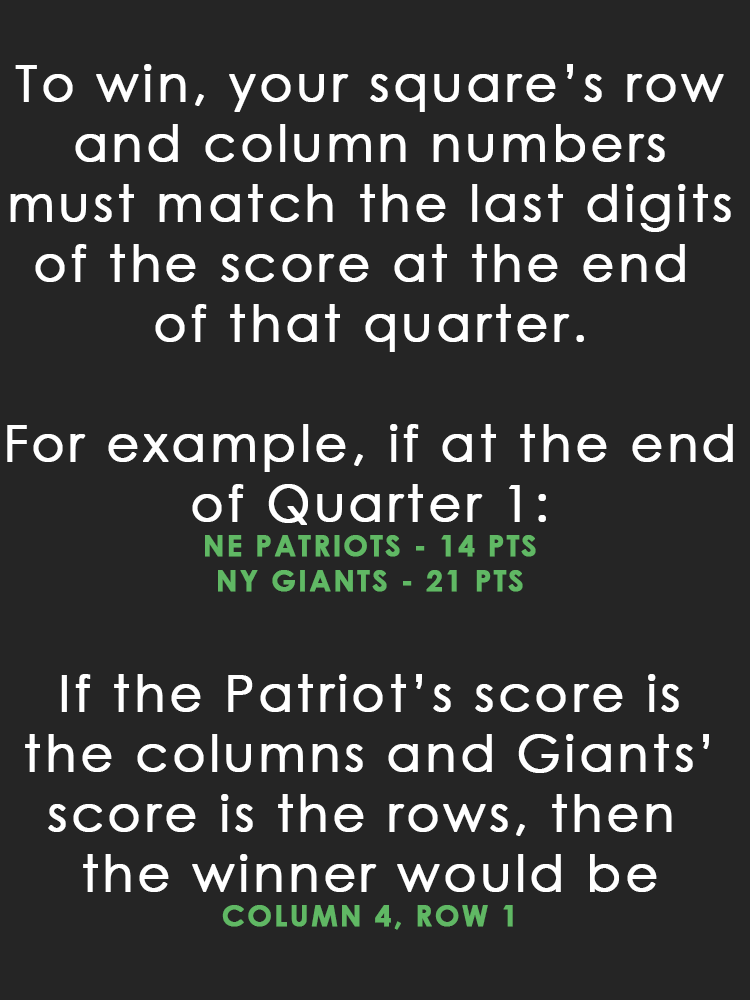 To win, your square’s row
and column numbers
must match the last digits
of the score at the end
of that quarter.
For example, if at the end
of Quarter 1:
NE PATRIOTS - 14 PTS
NY GIANTS - 21 PTS
If the Patriot’s score is
the columns and Giants’
score is the rows, then
the winner would be
COLUMN 4, ROW 1